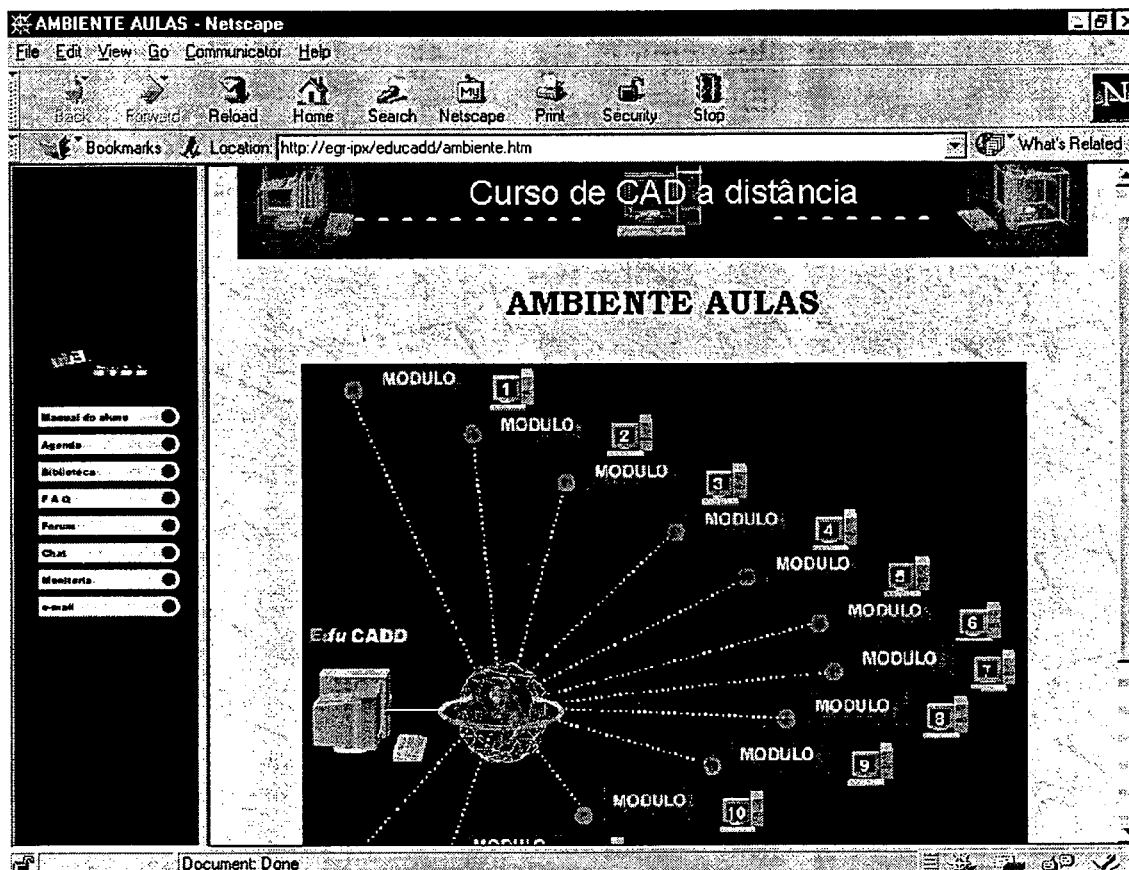 AMBIENTE AULAS - Netscape
File Edit View Go Communicator Help
Back Forward Reload Home Search Netscape Print Security Stop
Bookmarks Location: http://egr-ipx/educadd/ambiente.htm What's Related
Curso de CAD a distância
AMBIENTE AULAS
Manual do aluno
Agenda
Biblioteca
F A Q
Forum
Chat
Monitoria
e-mail
MODULO 1
MODULO 2
MODULO 3
MODULO 4
MODULO 5
MODULO 6
MODULO 7
MODULO 8
MODULO 9
MODULO 10
MODULO
Edu CADD
Document: Done